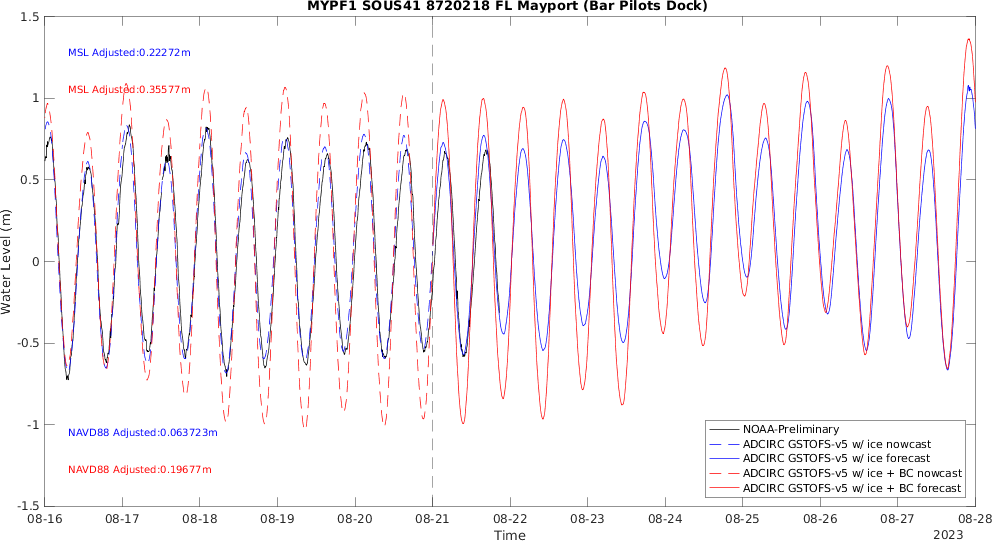 MYPF1 SOUS41 8720218 FL Mayport (Bar Pilots Dock)
1.5
1
0.5
0
-0.5
-1
-1.5
Water Level (m)
MSL Adjusted:0.22272m
MSL Adjusted:0.35577m
NAVD88 Adjusted:0.063723m
NAVD88 Adjusted:0.19677m
NOAA-Preliminary
ADCIRC GSTOFS-v5 w/ ice nowcast
ADCIRC GSTOFS-v5 w/ ice forecast
ADCIRC GSTOFS-v5 w/ ice + BC nowcast
ADCIRC GSTOFS-v5 w/ ice + BC forecast
08-16 08-17 08-18 08-19 08-20 08-21 08-22 08-23 08-24 08-25 08-26 08-27 08-28
Time
2023